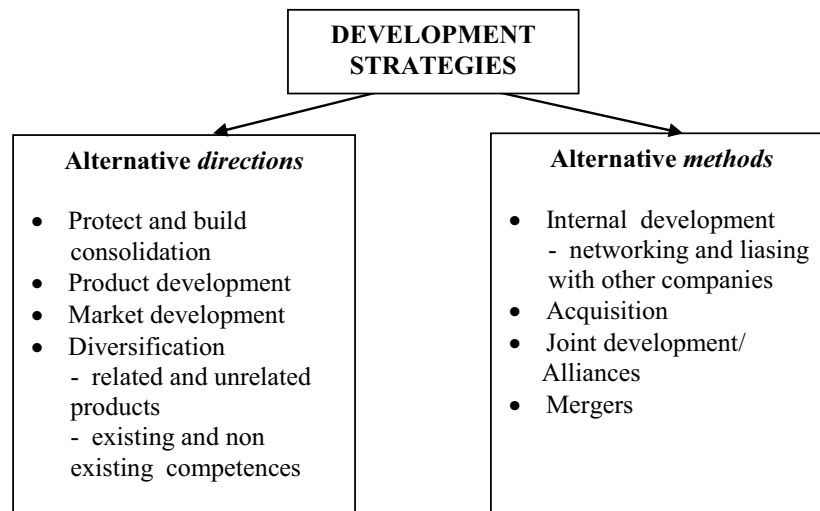 DEVELOPMENT
STRATEGIES
Alternative directions
• Protect and build
consolidation
• Product development
• Market development
• Diversification
- related and unrelated
products
- existing and non
existing competences
Alternative methods
• Internal development
- networking and liasing
with other companies
• Acquisition
• Joint development/
Alliances
• Mergers